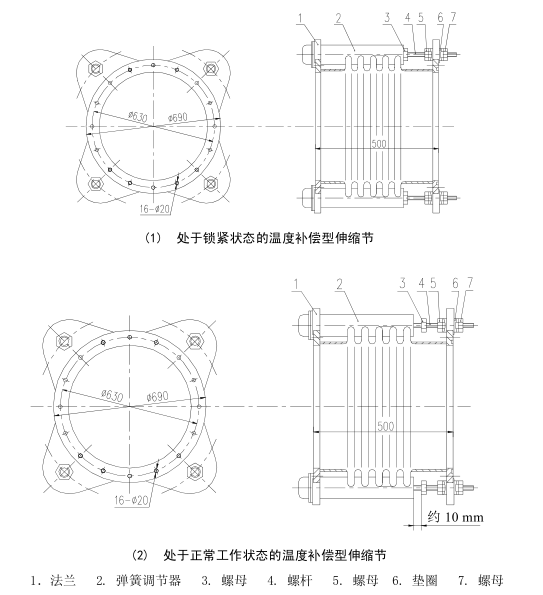 1 2 3 4 5 6 7
ø630 ø690
500
16-ø20
(1) 处于锁紧状态的温度补偿型伸缩节
1 2 3 4 5 6 7
ø630 ø690
500
16-ø20
约 10 mm
(2) 处于正常工作状态的温度补偿型伸缩节
1. 法兰 2. 弹簧调节器 3. 螺母 4. 螺杆 5. 螺母 6. 垫圈 7. 螺母